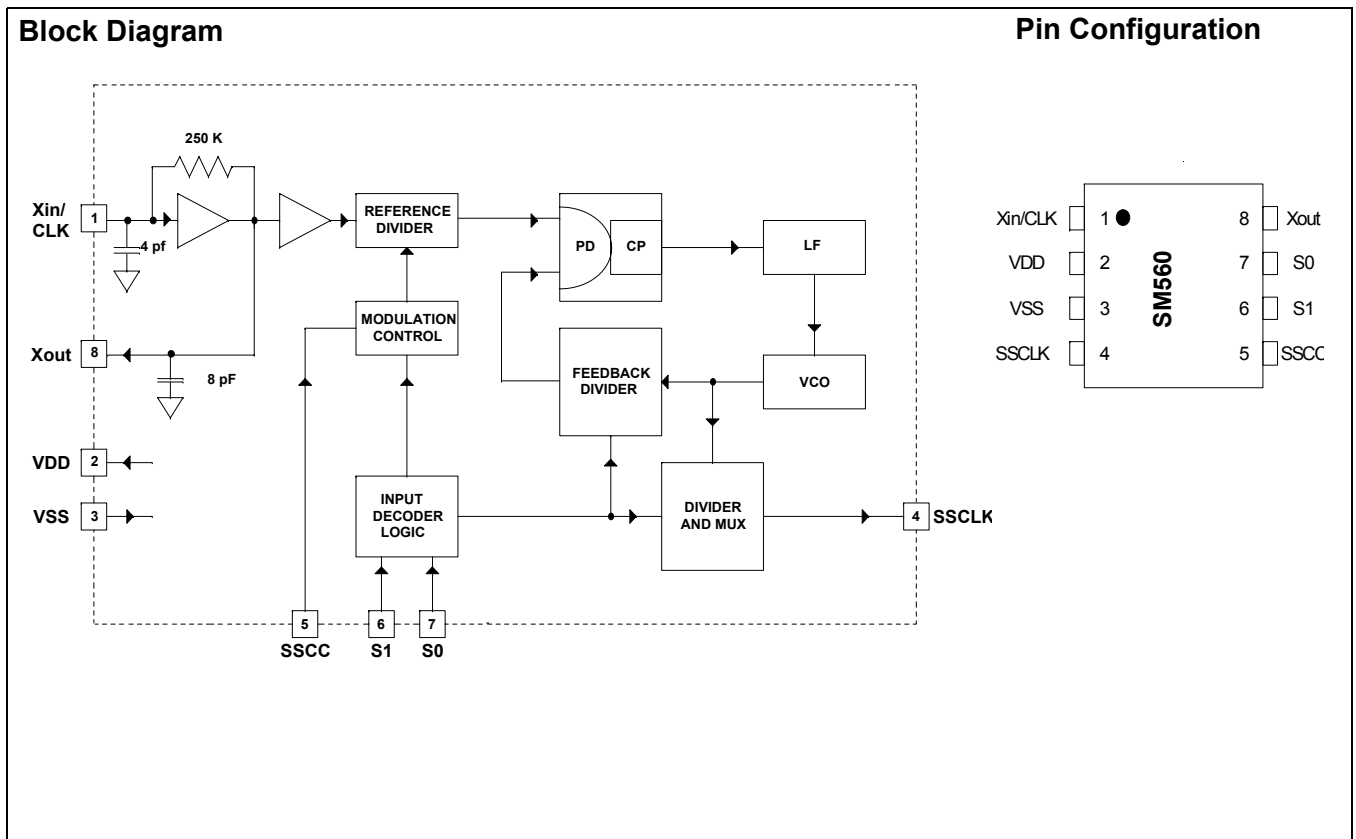 Block Diagram
Pin Configuration
250 K
Xin/
CLK
1
4 pf
REFERENCE
DIVIDER
PD
CP
LF
MODULATION
CONTROL
Xout
8
8 pF
FEEDBACK
DIVIDER
VCO
VDD
2
VSS
3
INPUT
DECODER
LOGIC
DIVIDER
AND MUX
4
SSCLK
5
6
7
SSCC
S1
S0
Xin/CLK
1
8
Xout
VDD
2
7
S0
VSS
3
6
S1
SSCLK
4
5
SSCC
SM560